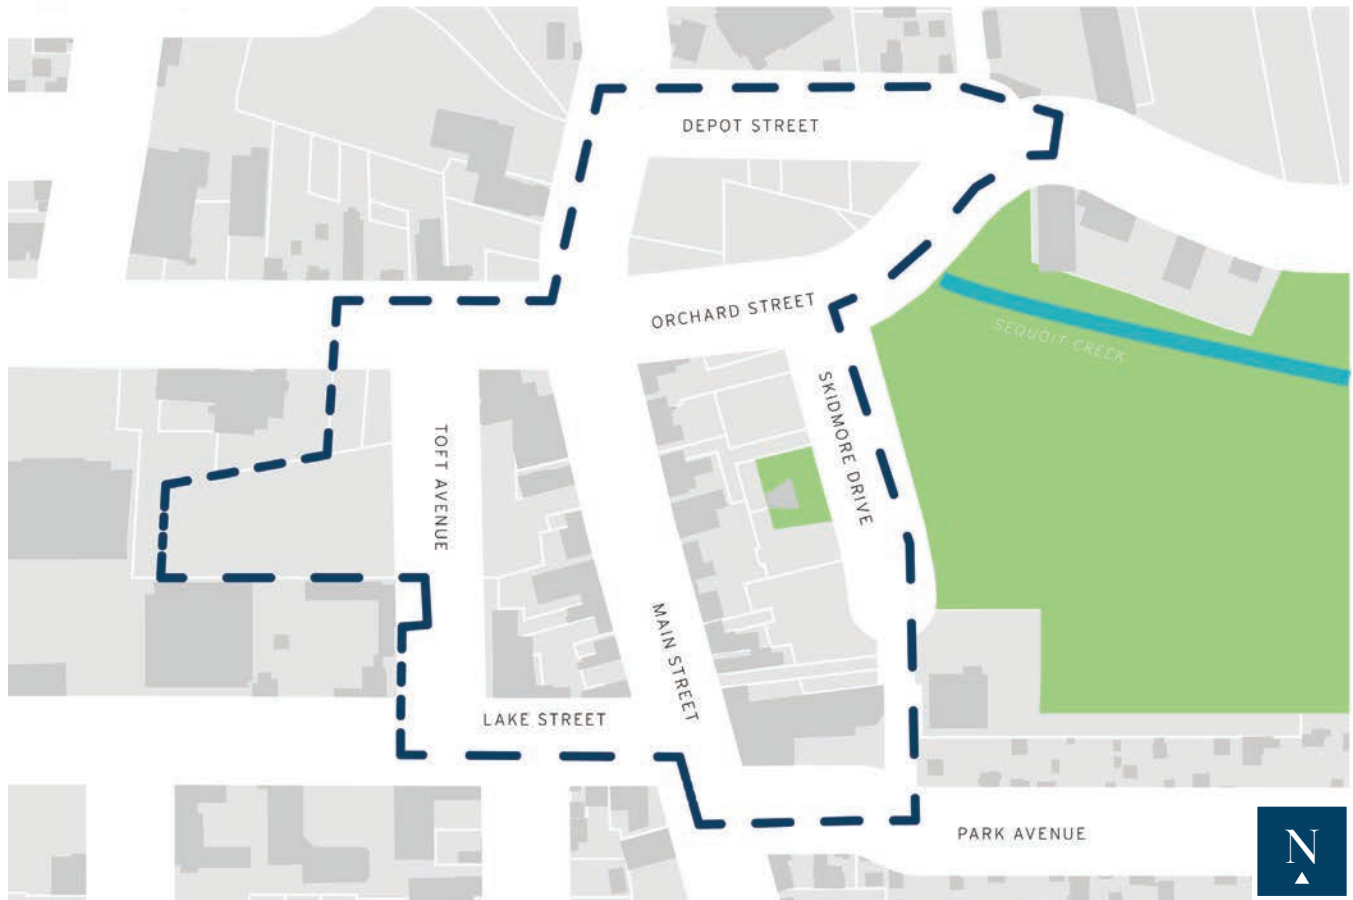 DEPOT STREET
ORCHARD STREET
SEQUOIT CREEK
SKIDMORE DRIVE
TOFT AVENUE
MAIN STREET
LAKE STREET
PARK AVENUE
N